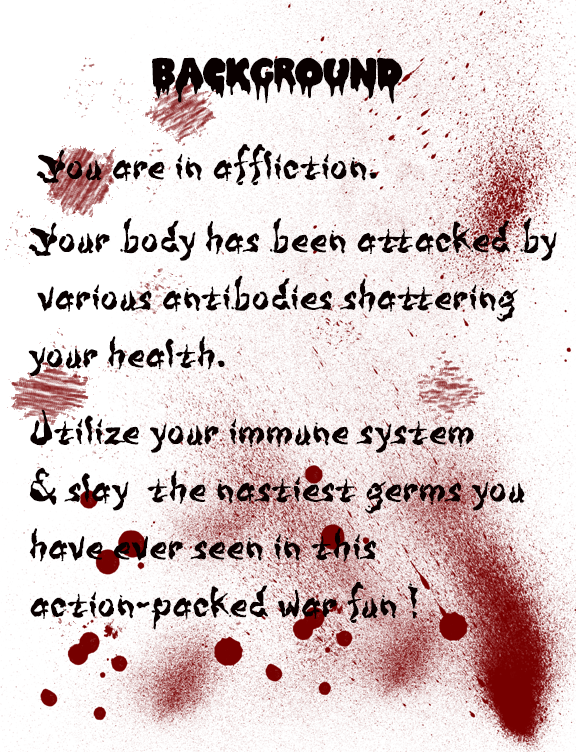 BACKGROUND
You are in affliction.
Your body has been attacked by
various antibodies shattering
your health.
Utilize your immune system
& slay the nastiest germs you
have ever seen in this
action-packed war fun !